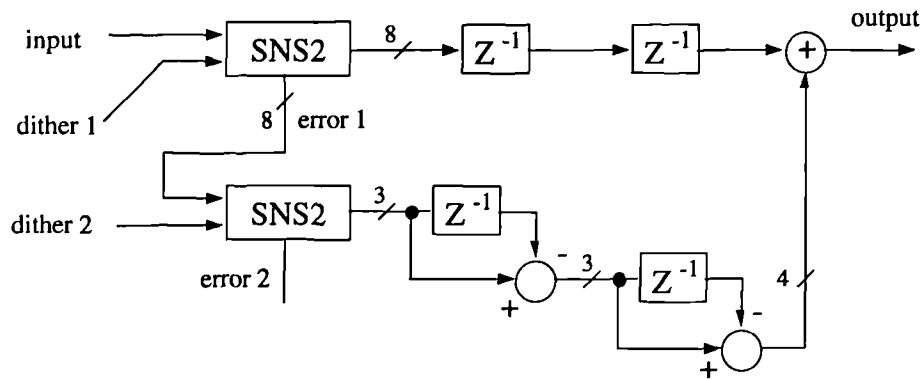 input
dither 1
SNS2
8
Z⁻¹
Z⁻¹
+
output
8
error 1
dither 2
SNS2
error 2
3
Z⁻¹
-
+
3
Z⁻¹
-
+
4